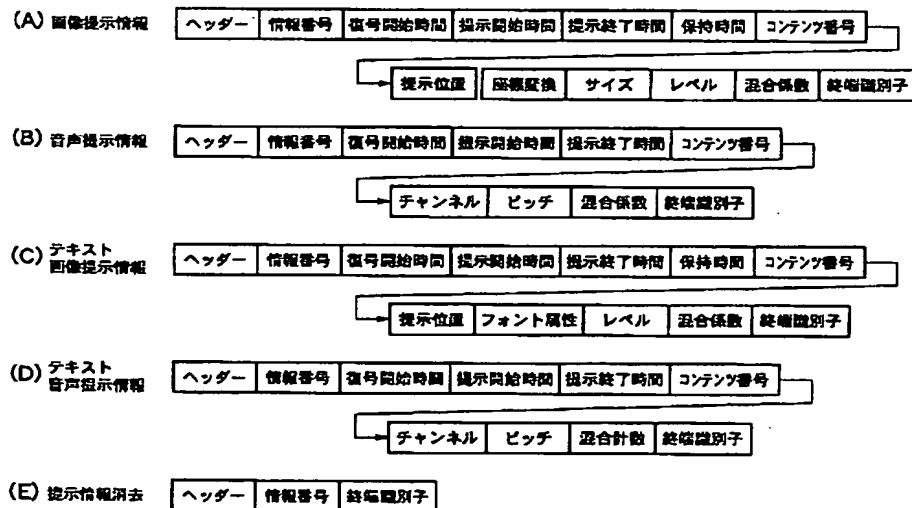 (A) 画像提示情報 ヘッダー 情報番号 復号開始時間 提示開始時間 提示終了時間 保持時間 コンテンツ番号
提示位置 座標変換 サイズ レベル 混合係数 終端識別子
(B) 音声提示情報 ヘッダー 情報番号 復号開始時間 提示開始時間 提示終了時間 コンテンツ番号
チャンネル ピッチ 混合係数 終端識別子
(C) テキスト
画像提示情報 ヘッダー 情報番号 復号開始時間 提示開始時間 提示終了時間 保持時間 コンテンツ番号
提示位置 フォント属性 レベル 混合係数 終端識別子
(D) テキスト
音声提示情報 ヘッダー 情報番号 復号開始時間 提示開始時間 提示終了時間 コンテンツ番号
チャンネル ピッチ 混合計数 終端識別子
(E) 提示情報消去 ヘッダー 情報番号 終端識別子